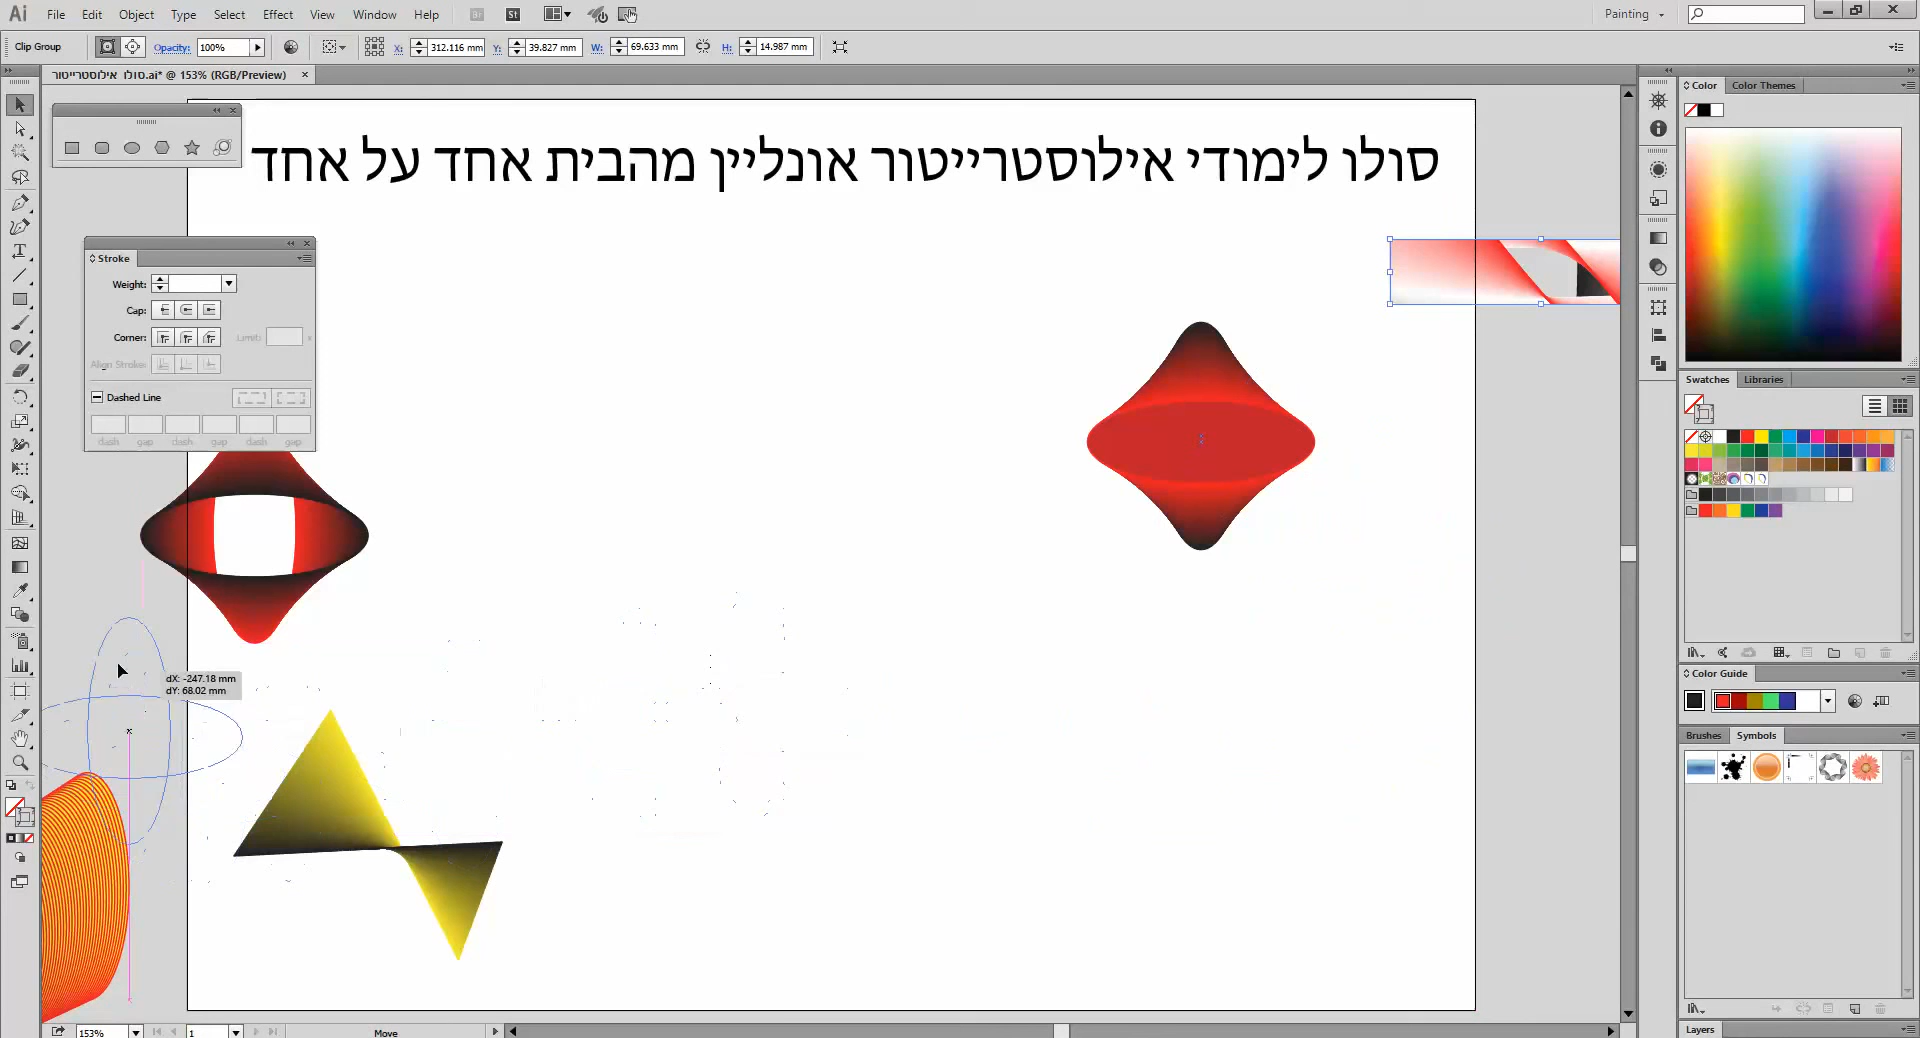 Ai File Edit Object Type Select Effect View Window Help Br St Painting
Clip Group Opacity: 100% X: 312.116 mm Y: 39.827 mm W: 69.633 mm H: 14.987 mm
סולו אילוסטרייטור.ai* @ 153% (RGB/Preview)
Color Color Themes
סולו לימודי אילוסטרייטור אונליין מהבית אחד על אחד
Stroke
Weight:
Cap:
Corner: Limit: x
Align Stroke:
Dashed Line
dash gap dash gap dash gap
Swatches Libraries
dX: -247.18 mm
dY: 68.02 mm
Color Guide
Brushes Symbols
153% 1 Move
Layers